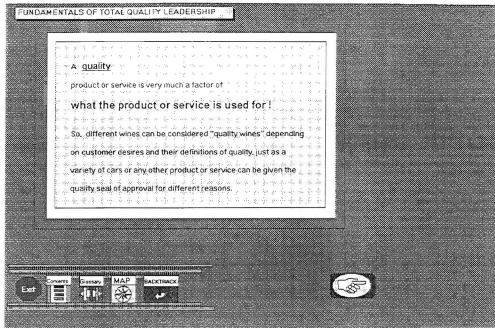 FUNDAMENTALS OF TOTAL QUALITY LEADERSHIP
A quality
product or service is very much a factor of
what the product or service is used for !
So, different wines can be considered "quality wines" depending
on customer desires and their definitions of quality, just as a
variety of cars or any other product or service can be given the
quality seal of approval for different reasons.
Exit
Contents
Glossary
MAP
BACKTRACK